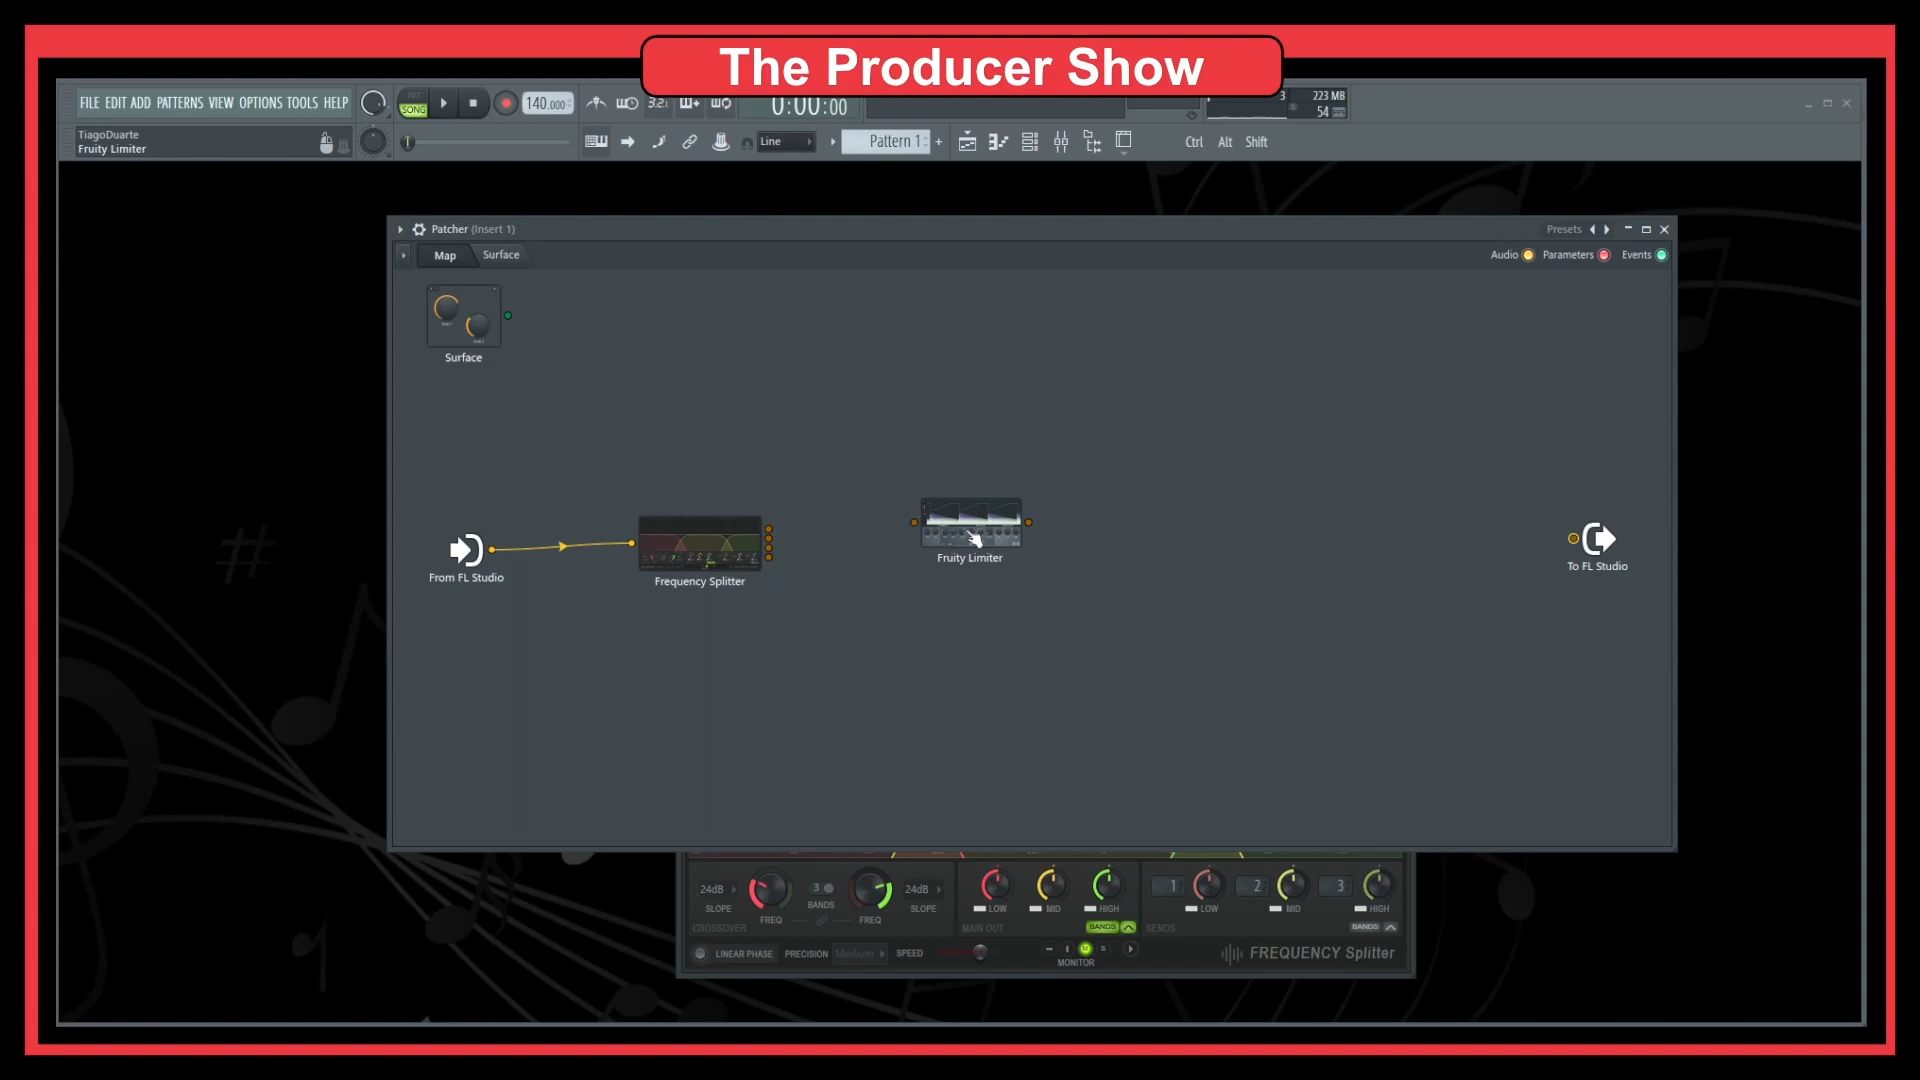 The Producer Show
FILE EDIT ADD PATTERNS VIEW OPTIONS TOOLS HELP
PAT
SONG
140.000
3.2.
0:00:00
3
223 MB
54
TiagoDuarte
Fruity Limiter
Line
Pattern 1
+
Ctrl Alt Shift
Patcher (Insert 1)
Presets
Map
Surface
Audio
Parameters
Events
Surface
From FL Studio
Frequency Splitter
Fruity Limiter
To FL Studio
24dB
SLOPE
FREQ
3
BANDS
FREQ
24dB
SLOPE
CROSSOVER
LOW
MID
HIGH
MAIN OUT
BANDS
1
LOW
2
MID
3
HIGH
SENDS
BANDS
LINEAR PHASE
PRECISION
Medium
SPEED
M
S
MONITOR
FREQUENCY Splitter